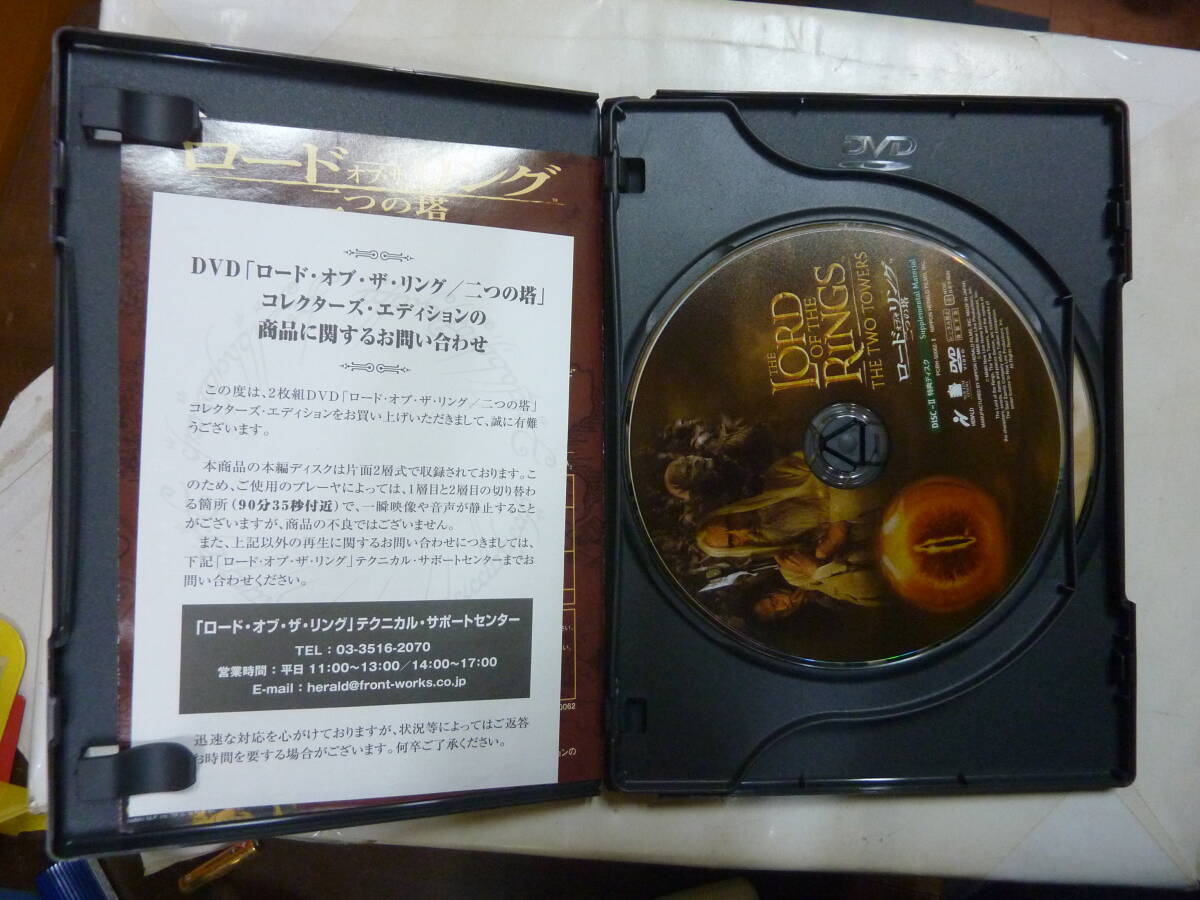 ロード オブ・ザ リング™
二つの塔
DVD「ロード・オブ・ザ・リング／二つの塔」
コレクターズ・エディションの
商品に関するお問い合わせ
この度は、2枚組DVD「ロード・オブ・ザ・リング／二つの塔」
コレクターズ・エディションをお買い上げいただきまして、誠に有難
うございます。
本商品の本編ディスクは片面2層式で収録されております。こ
のため、ご使用のプレーヤによっては、1層目と2層目の切り替わ
る箇所（90分35秒付近）で、一瞬映像や音声が静止すること
がございますが、商品の不良ではございません。
また、上記以外の再生に関するお問い合わせにつきましては、
下記「ロード・オブ・ザ・リング」テクニカル・サポートセンターまでお
問い合わせください。
「ロード・オブ・ザ・リング」テクニカル・サポートセンター
TEL：03-3516-2070
営業時間：平日 11:00～13:00／14:00～17:00
E-mail：herald@front-works.co.jp
迅速な対応を心がけておりますが、状況等によってはご返答
お時間を要する場合がございます。何卒ご了承ください。
0062
DVD
THE
LORD
OF THE
RINGS
THE TWO TOWERS
ロード オブ・ザ リング™
二つの塔
DISC-II 特典ディスク Supplemental Material
DVD
VIDEO
HERALD